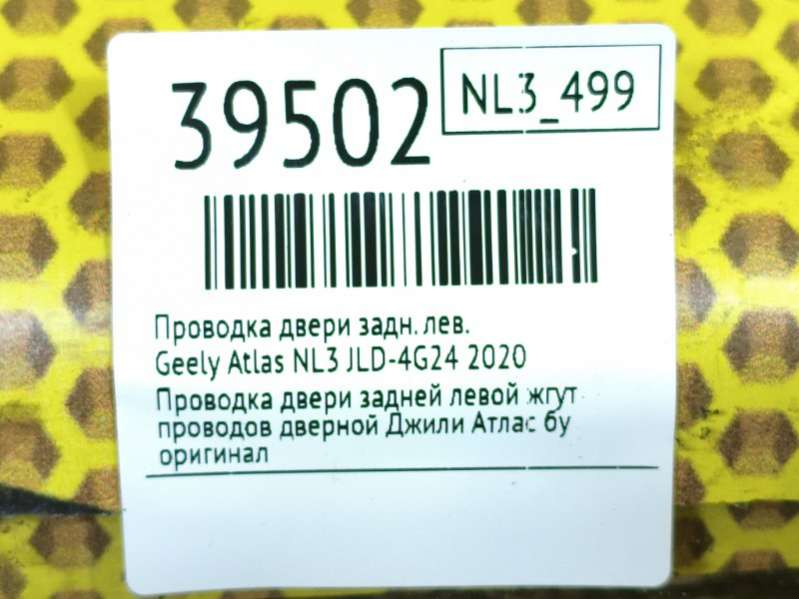 39502
NL3_499
Проводка двери задн. лев.
Geely Atlas NL3 JLD-4G24 2020
Проводка двери задней левой жгут
проводов дверной Джили Атлас бу
оригинал